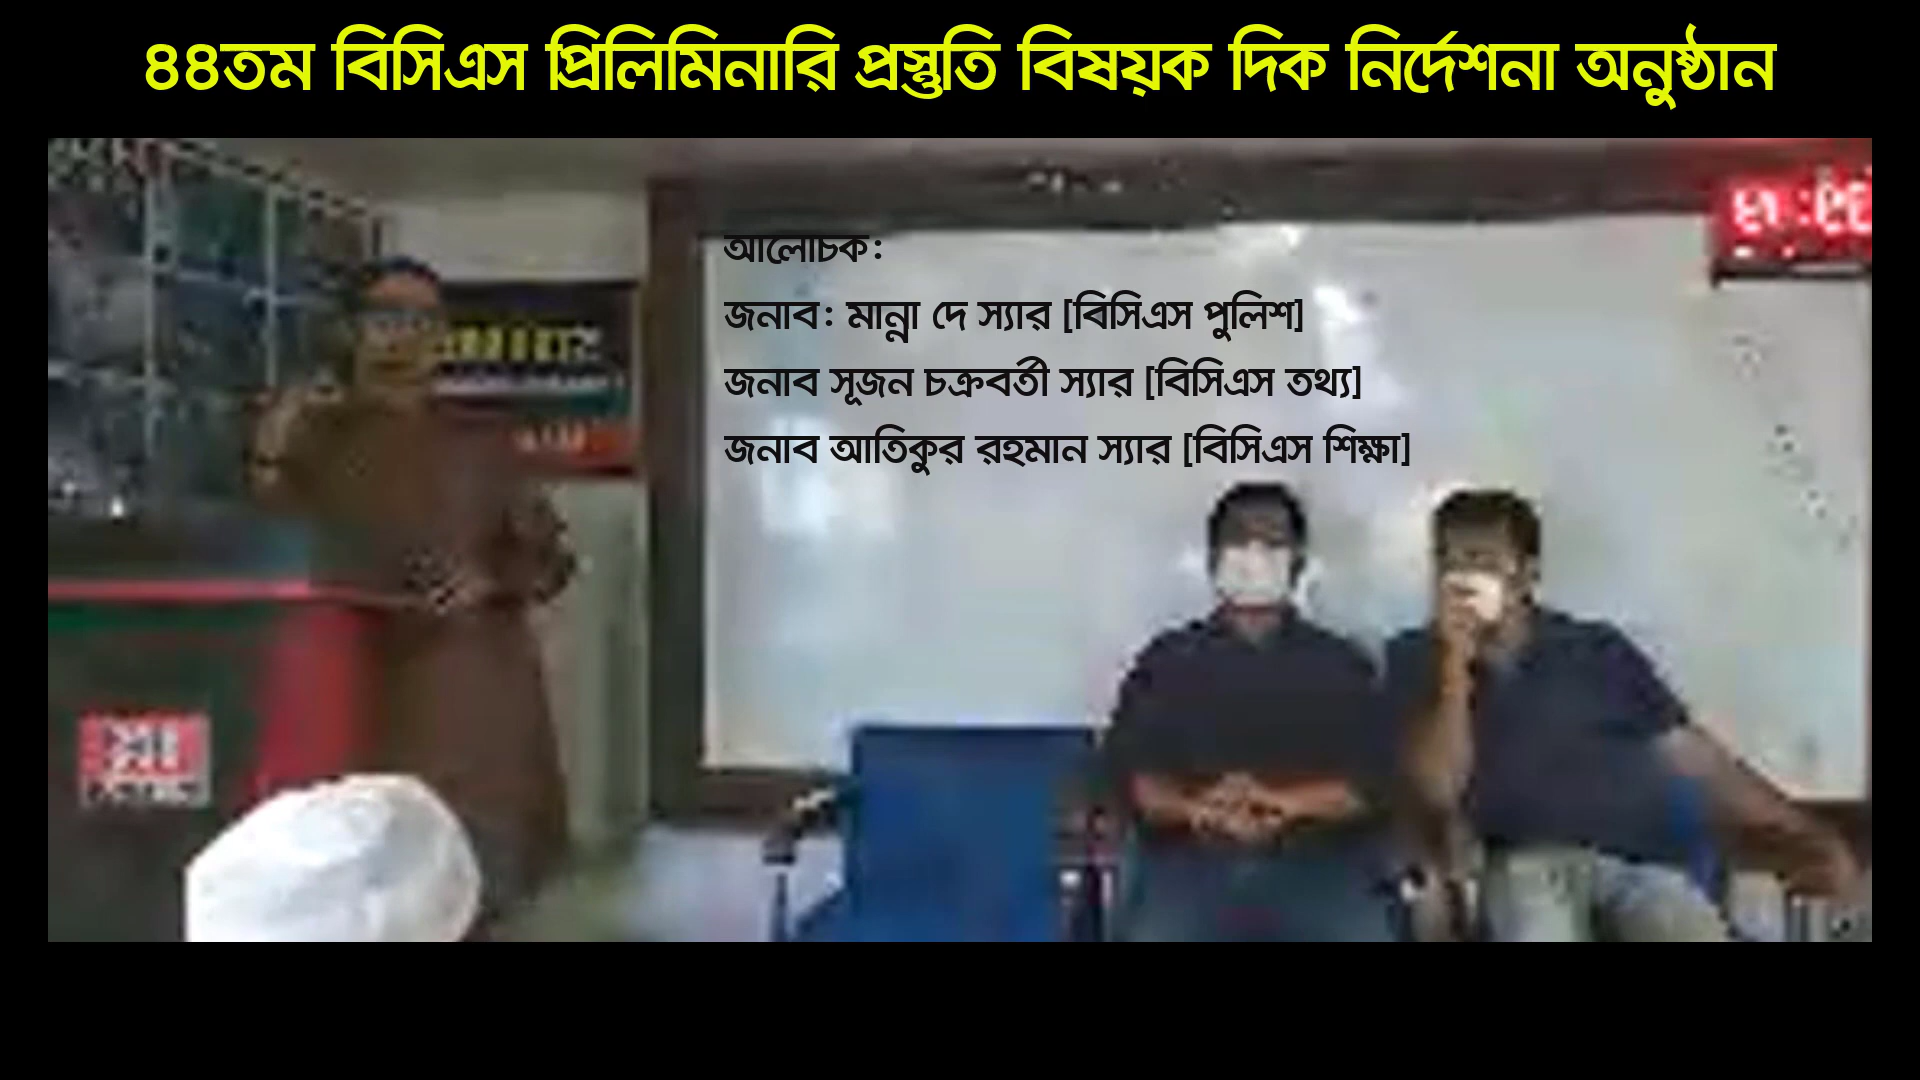 ৪৪তম বিসিএস প্রিলিমিনারি প্রস্তুতি বিষয়ক দিক নির্দেশনা অনুষ্ঠান
আলোচক:
জনাব: মান্না দে স্যার [বিসিএস পুলিশ]
জনাব সূজন চক্রবর্তী স্যার [বিসিএস তথ্য]
জনাব আতিকুর রহমান স্যার [বিসিএস শিক্ষা]